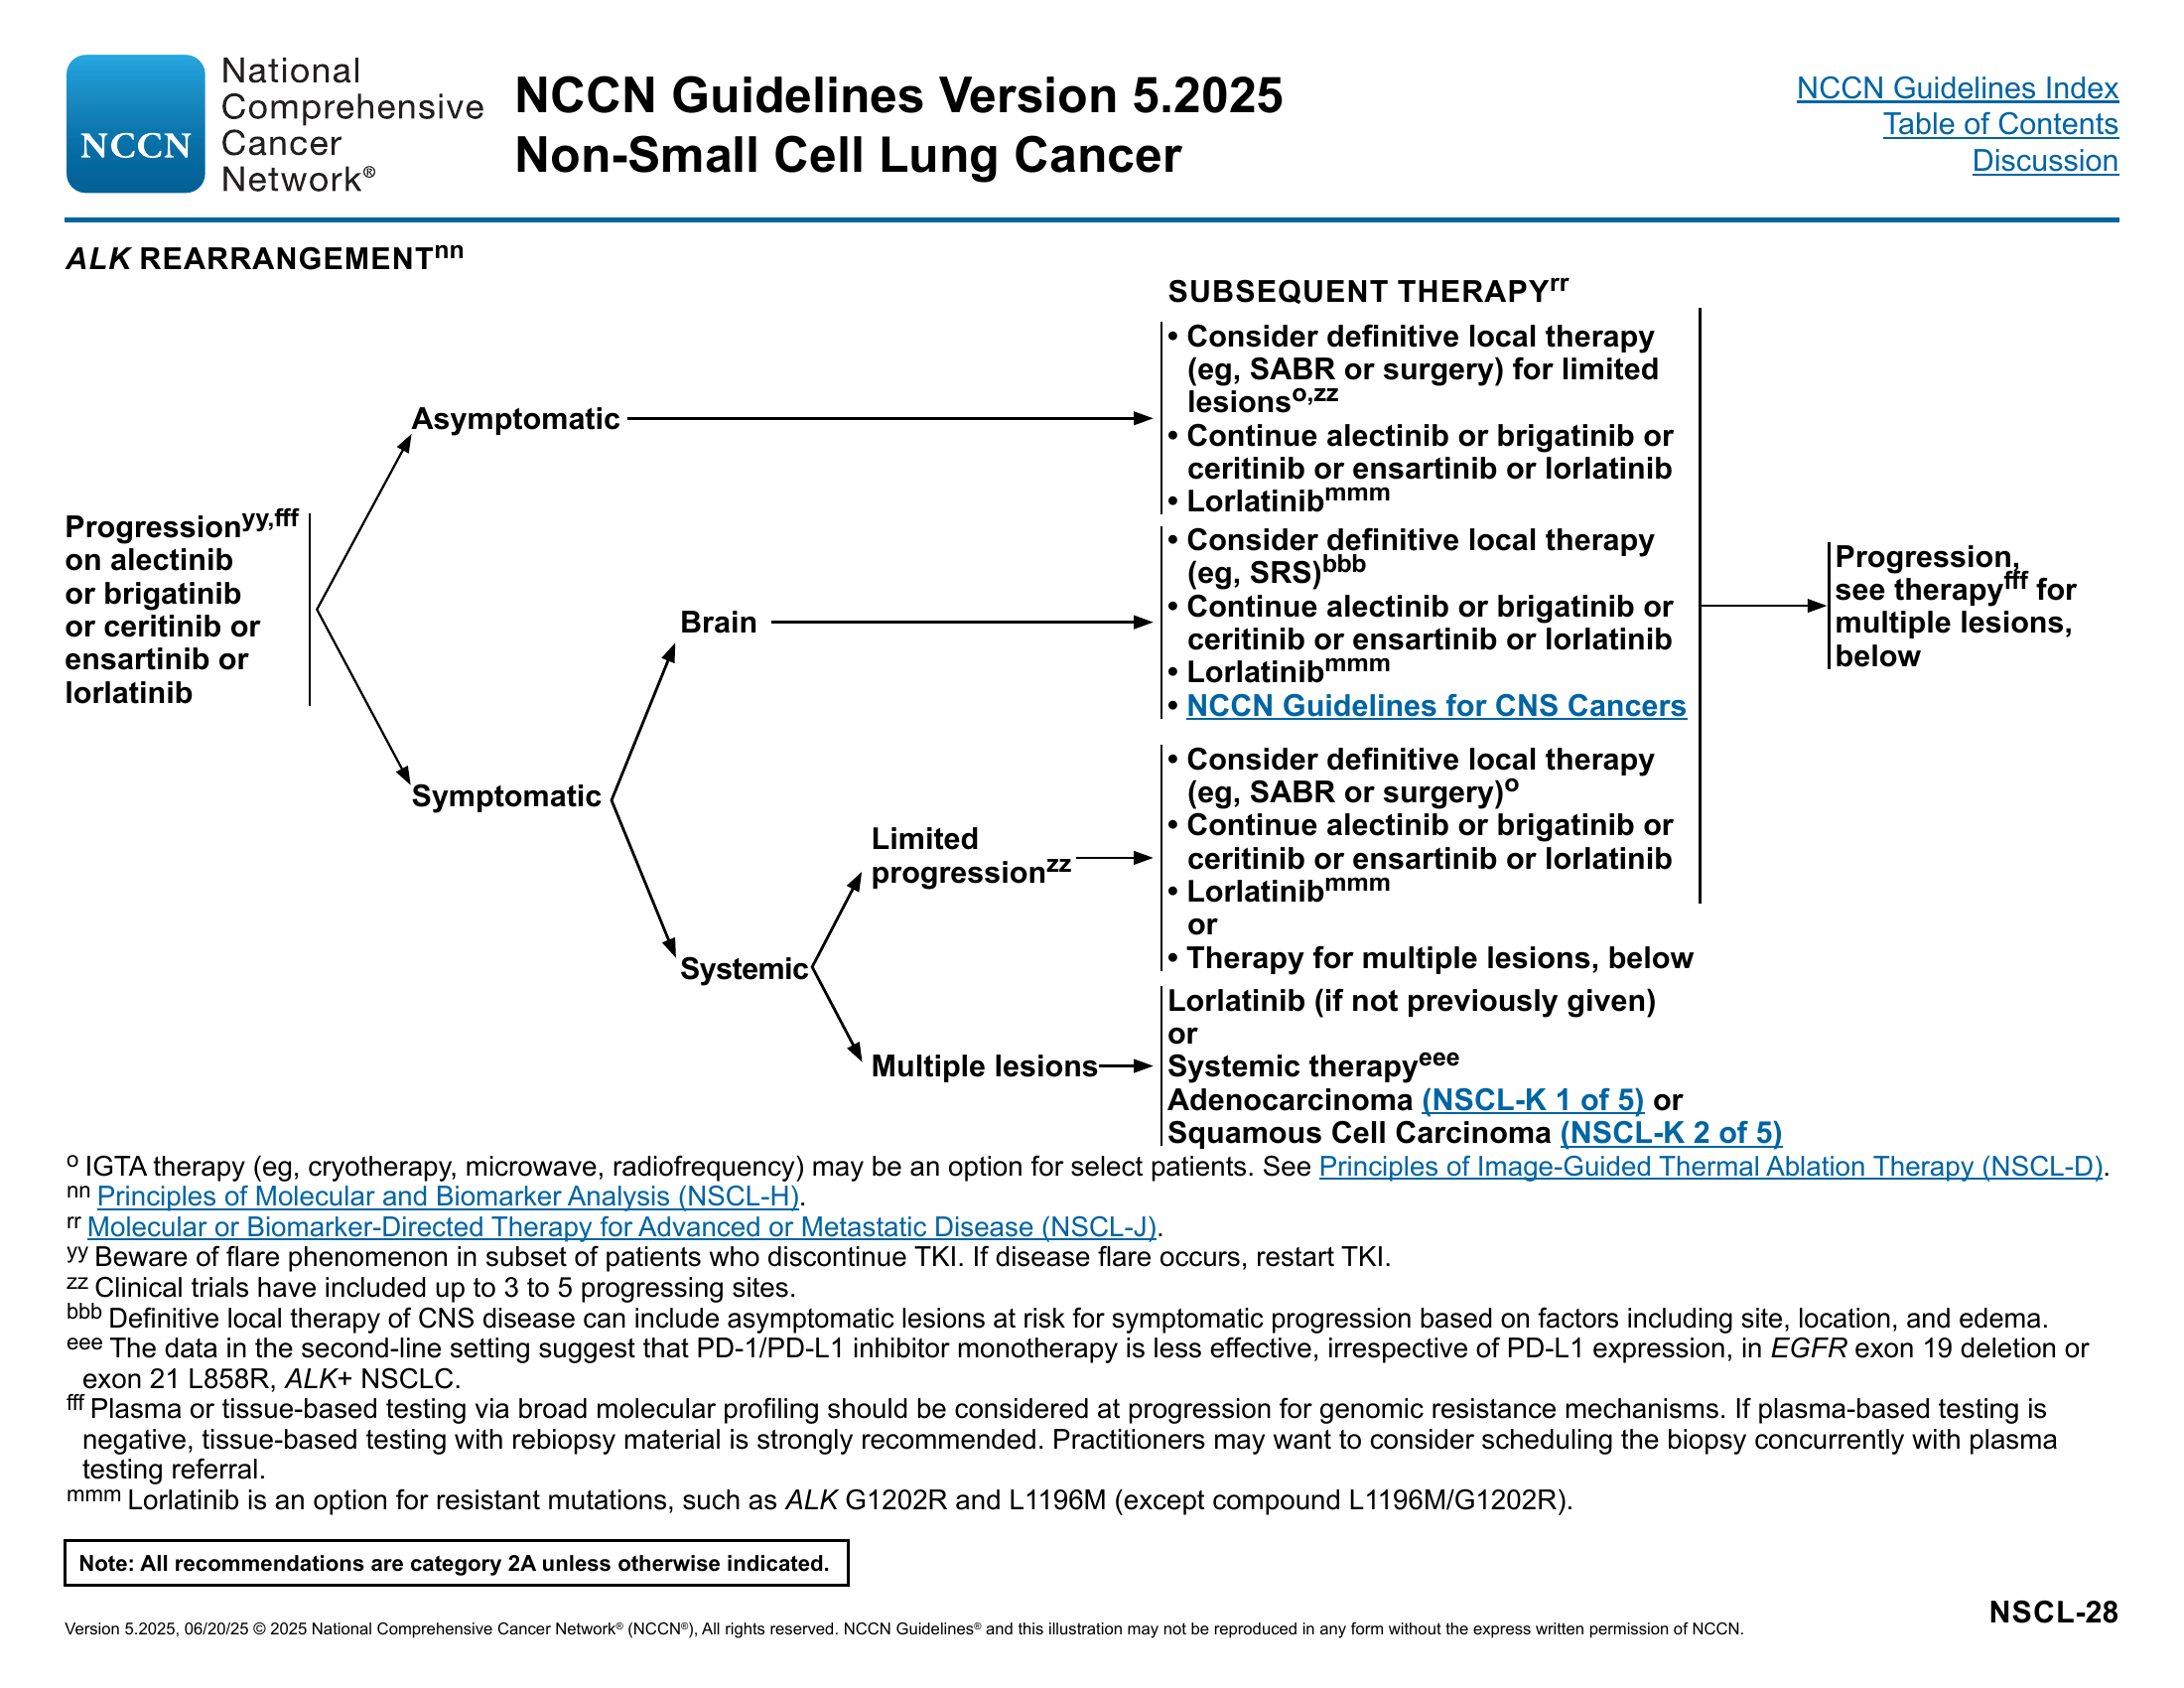 NCCN
National
Comprehensive
Cancer
Network®
NCCN Guidelines Version 5.2025
Non-Small Cell Lung Cancer
NCCN Guidelines Index
Table of Contents
Discussion
ALK REARRANGEMENTnn
Progressionyy,fff
on alectinib
or brigatinib
or ceritinib or
ensartinib or
lorlatinib
Asymptomatic
Symptomatic
Brain
Systemic
Limited
progressionzz
Multiple lesions
SUBSEQUENT THERAPYrr
• Consider definitive local therapy
(eg, SABR or surgery) for limited
lesionso,zz
• Continue alectinib or brigatinib or
ceritinib or ensartinib or lorlatinib
• Lorlatinibmmm
• Consider definitive local therapy
(eg, SRS)bbb
• Continue alectinib or brigatinib or
ceritinib or ensartinib or lorlatinib
• Lorlatinibmmm
• NCCN Guidelines for CNS Cancers
• Consider definitive local therapy
(eg, SABR or surgery)o
• Continue alectinib or brigatinib or
ceritinib or ensartinib or lorlatinib
• Lorlatinibmmm
or
• Therapy for multiple lesions, below
Lorlatinib (if not previously given)
or
Systemic therapyeee
Adenocarcinoma (NSCL-K 1 of 5) or
Squamous Cell Carcinoma (NSCL-K 2 of 5)
Progression,
see therapyfff for
multiple lesions,
below
o IGTA therapy (eg, cryotherapy, microwave, radiofrequency) may be an option for select patients. See Principles of Image-Guided Thermal Ablation Therapy (NSCL-D).
nn Principles of Molecular and Biomarker Analysis (NSCL-H).
rr Molecular or Biomarker-Directed Therapy for Advanced or Metastatic Disease (NSCL-J).
yy Beware of flare phenomenon in subset of patients who discontinue TKI. If disease flare occurs, restart TKI.
zz Clinical trials have included up to 3 to 5 progressing sites.
bbb Definitive local therapy of CNS disease can include asymptomatic lesions at risk for symptomatic progression based on factors including site, location, and edema.
eee The data in the second-line setting suggest that PD-1/PD-L1 inhibitor monotherapy is less effective, irrespective of PD-L1 expression, in EGFR exon 19 deletion or
exon 21 L858R, ALK+ NSCLC.
fff Plasma or tissue-based testing via broad molecular profiling should be considered at progression for genomic resistance mechanisms. If plasma-based testing is
negative, tissue-based testing with rebiopsy material is strongly recommended. Practitioners may want to consider scheduling the biopsy concurrently with plasma
testing referral.
mmm Lorlatinib is an option for resistant mutations, such as ALK G1202R and L1196M (except compound L1196M/G1202R).
Note: All recommendations are category 2A unless otherwise indicated.
NSCL-28
Version 5.2025, 06/20/25 © 2025 National Comprehensive Cancer Network® (NCCN®), All rights reserved. NCCN Guidelines® and this illustration may not be reproduced in any form without the express written permission of NCCN.